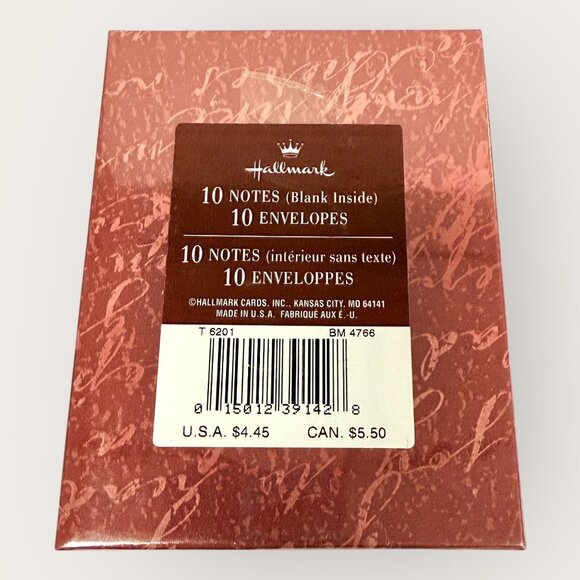 Hallmark
10 NOTES (Blank Inside)
10 ENVELOPES
10 NOTES (intérieur sans texte)
10 ENVELOPPES
©HALLMARK CARDS, INC., KANSAS CITY, MO 64141
MADE IN U.S.A. FABRIQUÉ AUX É.-U.
T 6201 BM 4766
0 15012 39142 8
U.S.A. $4.45 CAN. $5.50